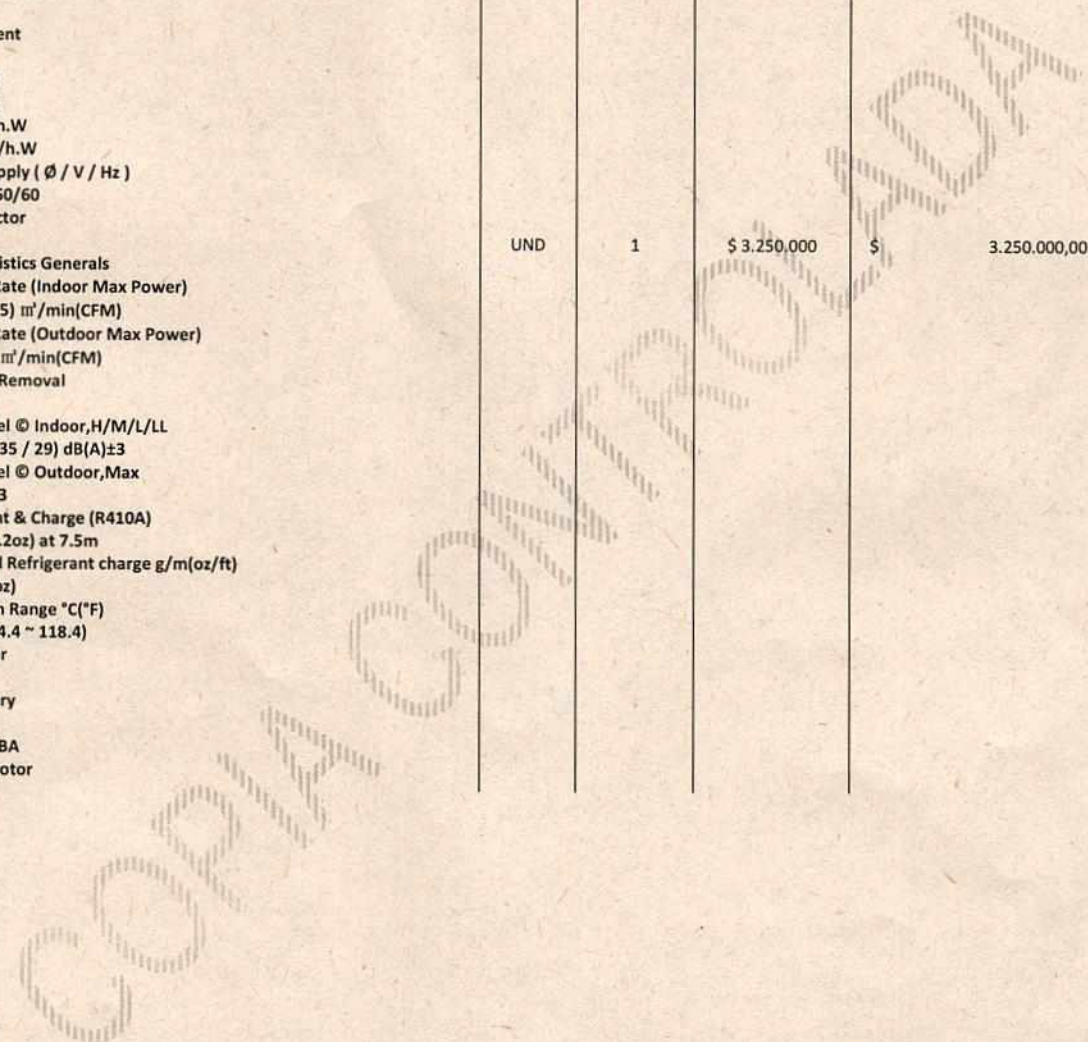 ent
h.W
/h.W
pply ( Ø / V / Hz )
50/60
ctor
UND 1 $ 3.250,000 $ 3.250.000,00
istics Generals
ate (Indoor Max Power)
5) ㎥/min(CFM)
ate (Outdoor Max Power)
㎥/min(CFM)
Removal
el © Indoor,H/M/L/LL
35 / 29) dB(A)±3
el © Outdoor,Max
3
nt & Charge (R410A)
.2oz) at 7.5m
l Refrigerant charge g/m(oz/ft)
oz)
n Range °C(°F)
4.4 ~ 118.4)
r
ry
BA
otor
COPIA CONTROLADA